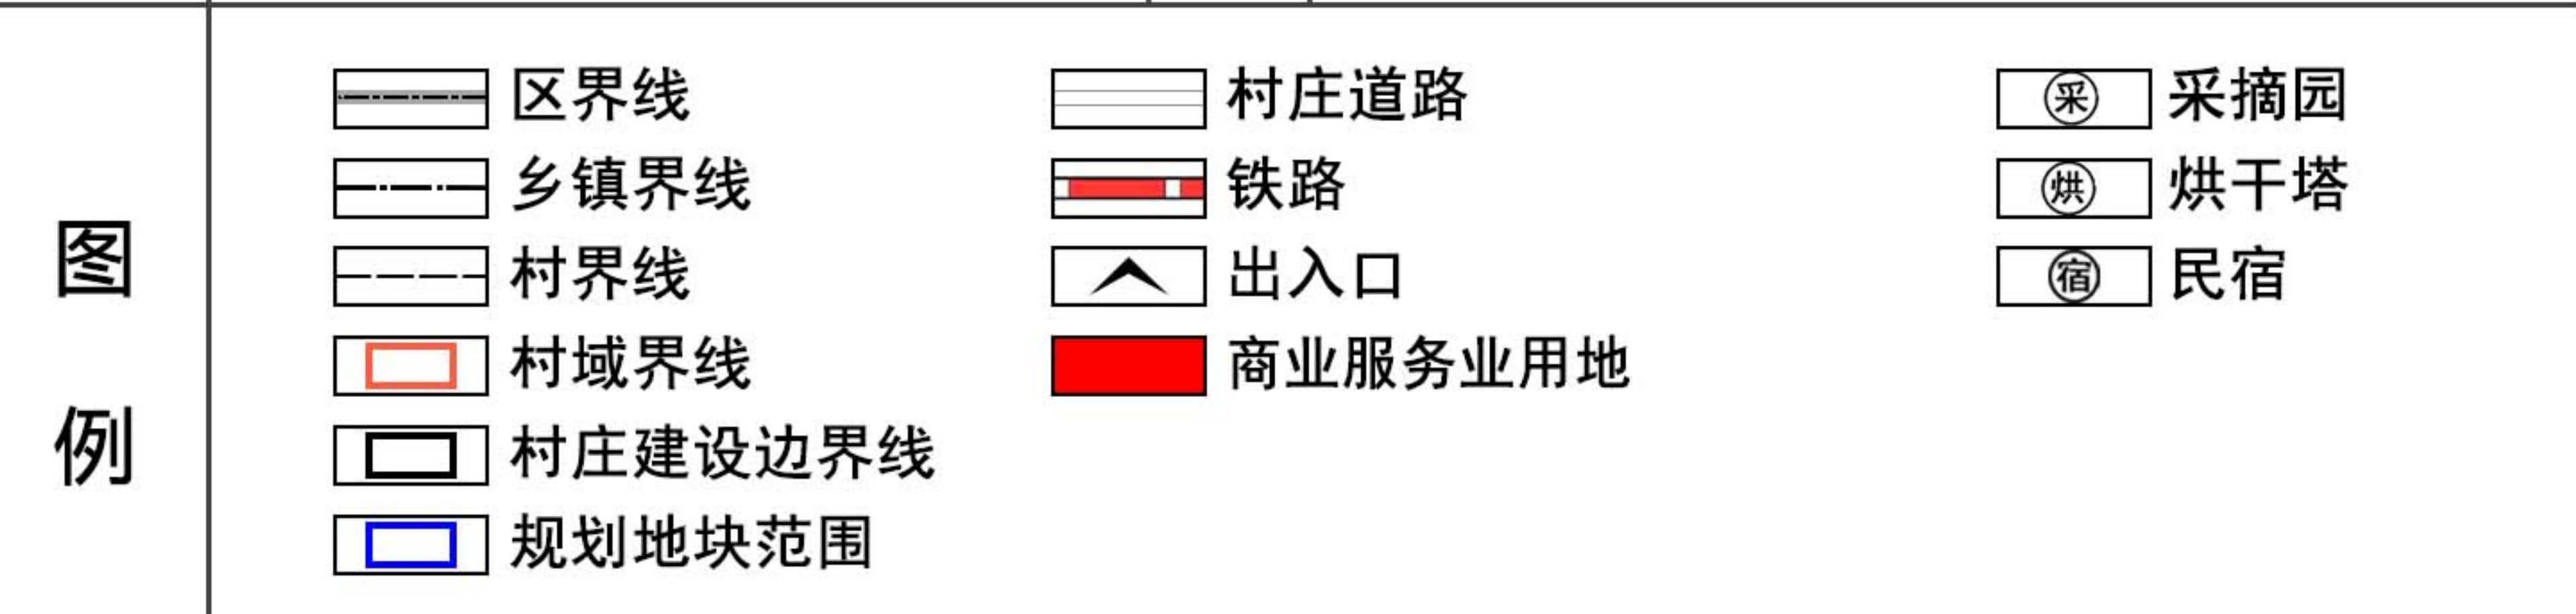 图例
区界线
乡镇界线
村界线
村域界线
村庄建设边界线
规划地块范围
村庄道路
铁路
出入口
商业服务业用地
采 采摘园
烘 烘干塔
宿 民宿